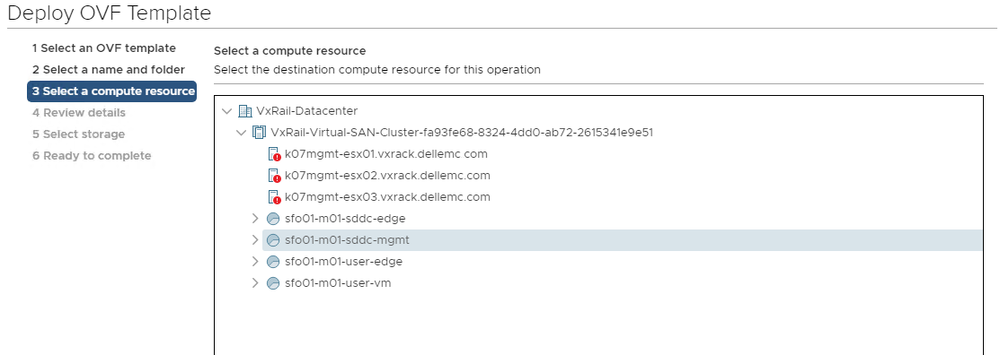 Deploy OVF Template
1 Select an OVF template
2 Select a name and folder
3 Select a compute resource
4 Review details
5 Select storage
6 Ready to complete
Select a compute resource
Select the destination compute resource for this operation
VxRail-Datacenter
VxRail-Virtual-SAN-Cluster-fa93fe68-8324-4dd0-ab72-2615341e9e51
k07mgmt-esx01.vxrack.dellemc.com
k07mgmt-esx02.vxrack.dellemc.com
k07mgmt-esx03.vxrack.dellemc.com
sfo01-m01-sddc-edge
sfo01-m01-sddc-mgmt
sfo01-m01-user-edge
sfo01-m01-user-vm